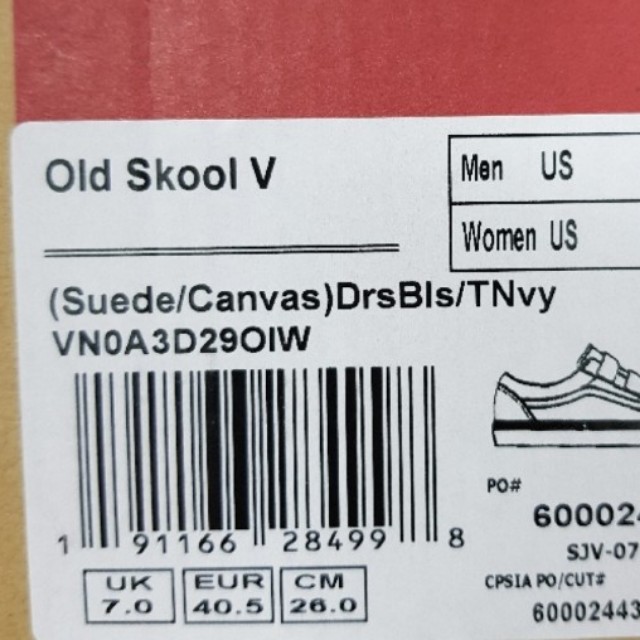 Old Skool V
Men US
Women US
(Suede/Canvas)DrsBls/TNvy
VN0A3D29OIW
1 91166 28499 8
PO#
60002
SJV-07
CPSIA PO/CUT#
60002443
UK
7.0
EUR
40.5
CM
26.0